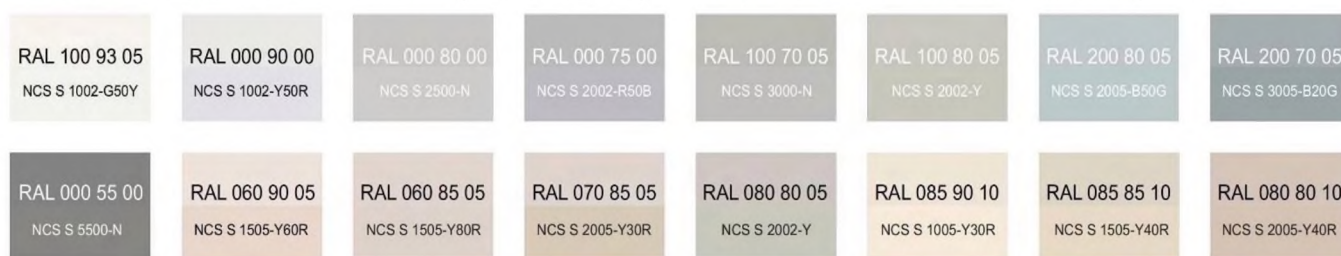 RAL 100 93 05
NCS S 1002-G50Y
RAL 000 90 00
NCS S 1002-Y50R
RAL 000 80 00
NCS S 2500-N
RAL 000 75 00
NCS S 2002-R50B
RAL 100 70 05
NCS S 3000-N
RAL 100 80 05
NCS S 2002-Y
RAL 200 80 05
NCS S 2005-B50G
RAL 200 70 05
NCS S 3005-B20G
RAL 000 55 00
NCS S 5500-N
RAL 060 90 05
NCS S 1505-Y60R
RAL 060 85 05
NCS S 1505-Y80R
RAL 070 85 05
NCS S 2005-Y30R
RAL 080 80 05
NCS S 2002-Y
RAL 085 90 10
NCS S 1005-Y30R
RAL 085 85 10
NCS S 1505-Y40R
RAL 080 80 10
NCS S 2005-Y40R